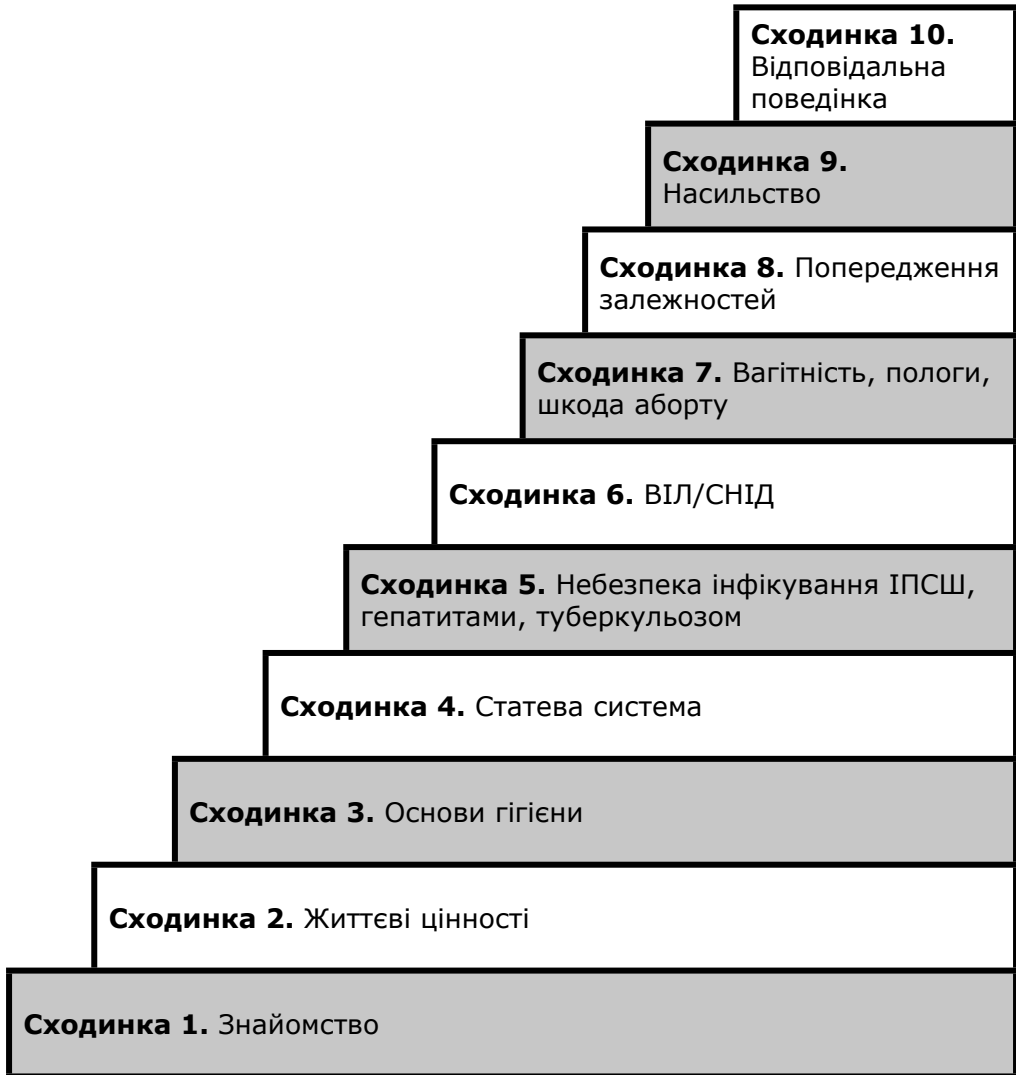 Сходинка 10.
Відповідальна
поведінка
Сходинка 9.
Насильство
Сходинка 8. Попередження
залежностей
Сходинка 7. Вагітність, пологи,
шкода аборту
Сходинка 6. ВІЛ/СНІД
Сходинка 5. Небезпека інфікування ІПСШ,
гепатитами, туберкульозом
Сходинка 4. Статева система
Сходинка 3. Основи гігієни
Сходинка 2. Життєві цінності
Сходинка 1. Знайомство